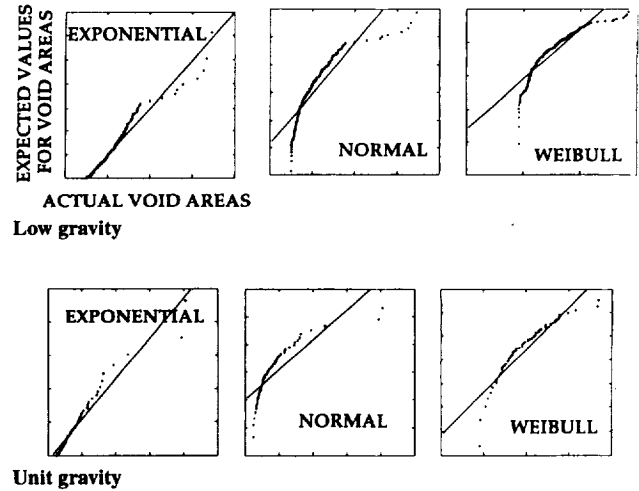 EXPECTED VALUES
FOR VOID AREAS
EXPONENTIAL
NORMAL
WEIBULL
ACTUAL VOID AREAS
Low gravity
EXPONENTIAL
NORMAL
WEIBULL
Unit gravity